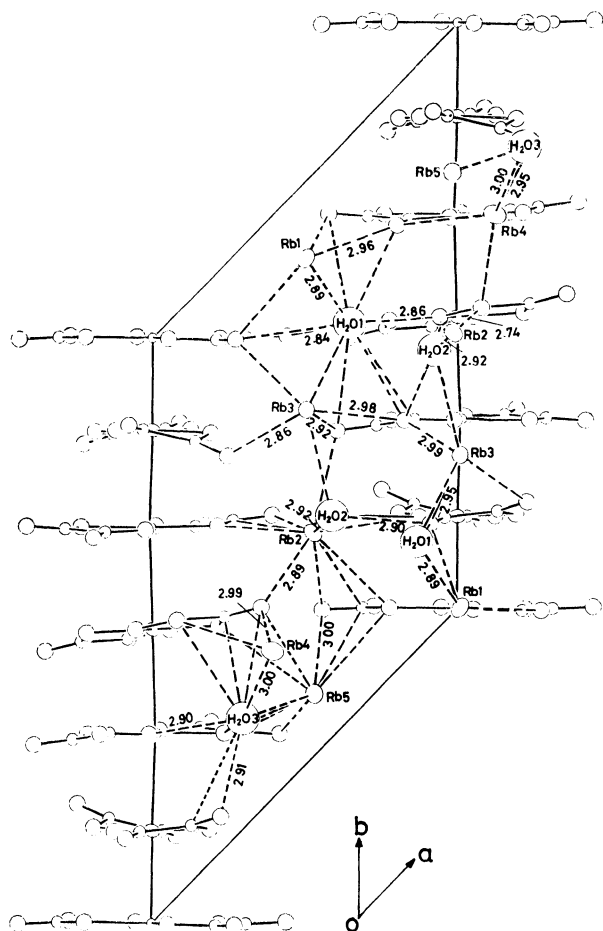 H₂O3
Rb5
3.00
2.95
Rb4
Rb1
2.96
2.89
H₂O1
2.86
2.84
Rb2
2.74
H₂O2
2.92
Rb3
2.98
2.92
2.86
2.99
Rb3
2.95
2.92
H₂O2
2.90
H₂O1
Rb2
2.89
2.89
Rb1
2.99
Rb4
3.00
3.00
Rb5
H₂O3
2.90
2.91
b
a
o